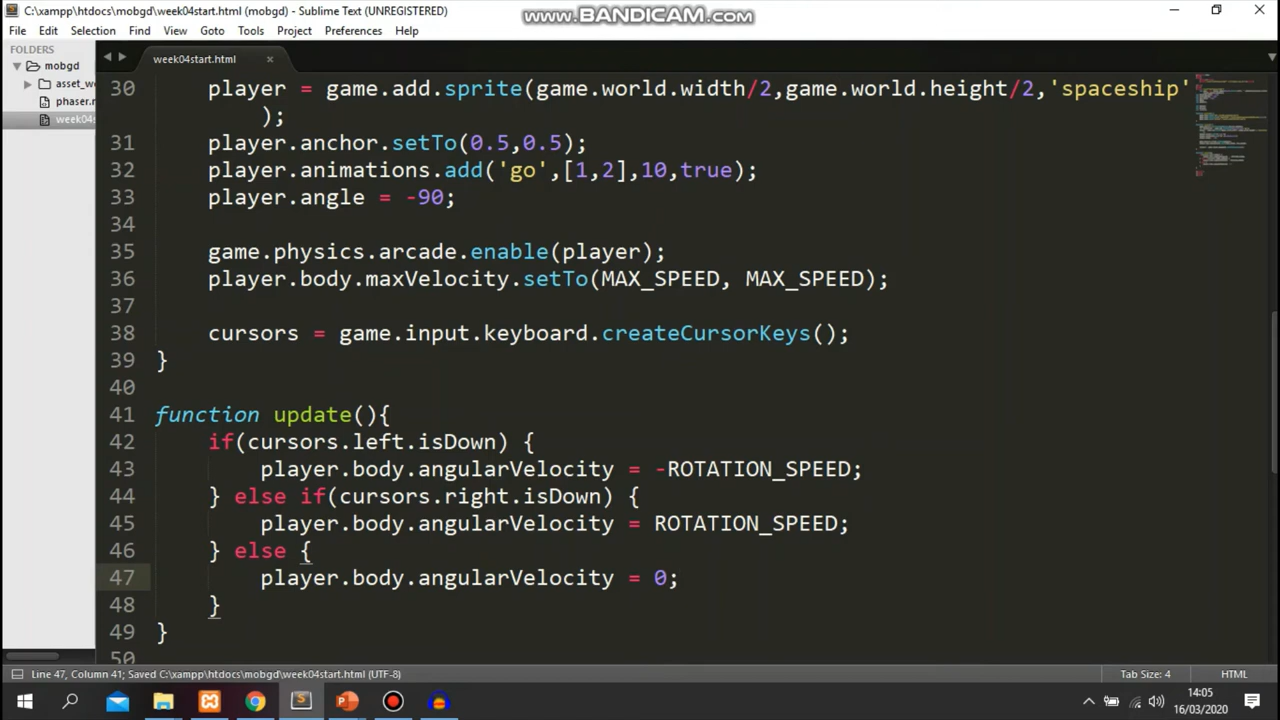 C:\xampp\htdocs\mobgd\week04start.html (mobgd) - Sublime Text (UNREGISTERED)
www.BANDICAM.com
File Edit Selection Find View Goto Tools Project Preferences Help
FOLDERS
mobgd
asset_w
phaser.r
week04s
week04start.html
30 player = game.add.sprite(game.world.width/2,game.world.height/2,'spaceship'
);
31 player.anchor.setTo(0.5,0.5);
32 player.animations.add('go',[1,2],10,true);
33 player.angle = -90;
34
35 game.physics.arcade.enable(player);
36 player.body.maxVelocity.setTo(MAX_SPEED, MAX_SPEED);
37
38 cursors = game.input.keyboard.createCursorKeys();
39 }
40
41 function update(){
42 if(cursors.left.isDown) {
43 player.body.angularVelocity = -ROTATION_SPEED;
44 } else if(cursors.right.isDown) {
45 player.body.angularVelocity = ROTATION_SPEED;
46 } else {
47 player.body.angularVelocity = 0;
48 }
49 }
50
Line 47, Column 41; Saved C:\xampp\htdocs\mobgd\week04start.html (UTF-8)
Tab Size: 4
HTML
14:05
16/03/2020